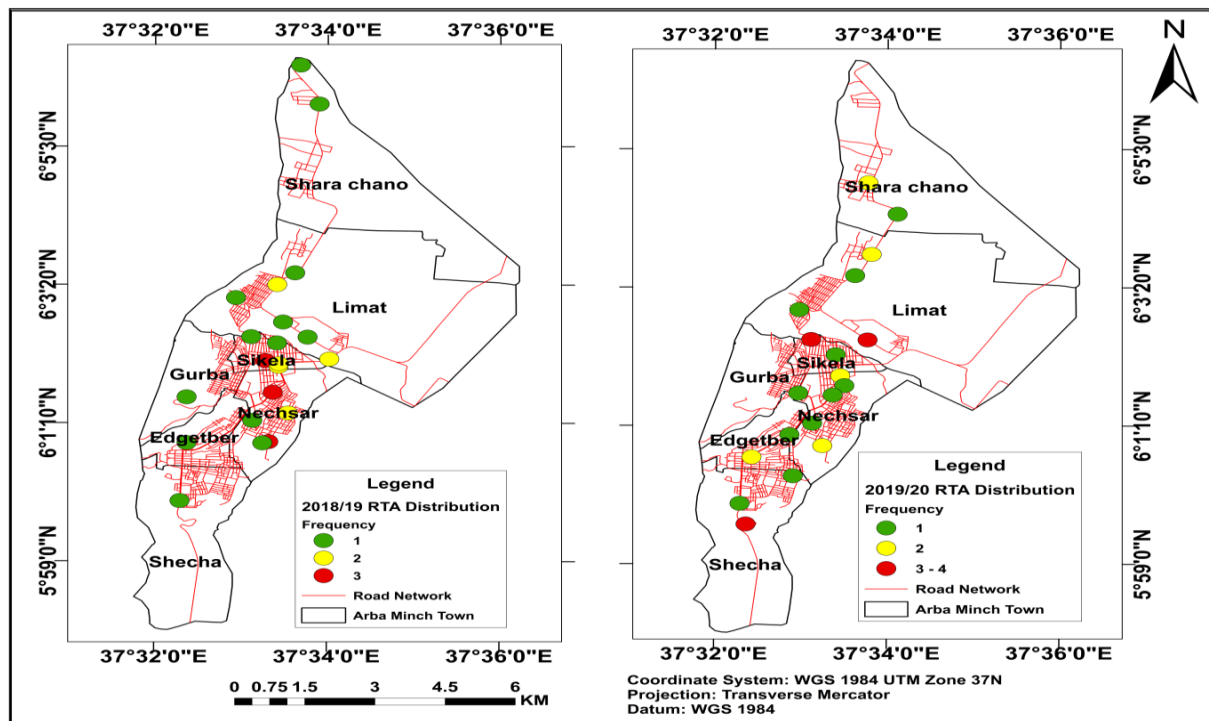 37°32'0"E
37°34'0"E
37°32'0"E
37°34'0"E
37°36'0"E
N
6°5'30"N
6°3'20"N
6°1'10"N
5°59'0"N
Shara chano
Limat
Sikela
Gurba
Nechsar
Edgetber
Shecha
Legend
2018/19 RTA Distribution
Frequency
1
2
3
Road Network
Arba Minch Town
37°32'0"E
37°34'0"E
37°36'0"E
0 0.75 1.5 3 4.5 6
KM
Shara chano
Limat
Sikela
Gurba
Nechsar
Edgetber
Shecha
6°5'30"N
6°3'20"N
6°1'10"N
5°59'0"N
Legend
2019/20 RTA Distribution
Frequency
1
2
3 - 4
Road Network
Arba Minch Town
37°32'0"E
37°34'0"E
37°36'0"E
Coordinate System: WGS 1984 UTM Zone 37N
Projection: Transverse Mercator
Datum: WGS 1984